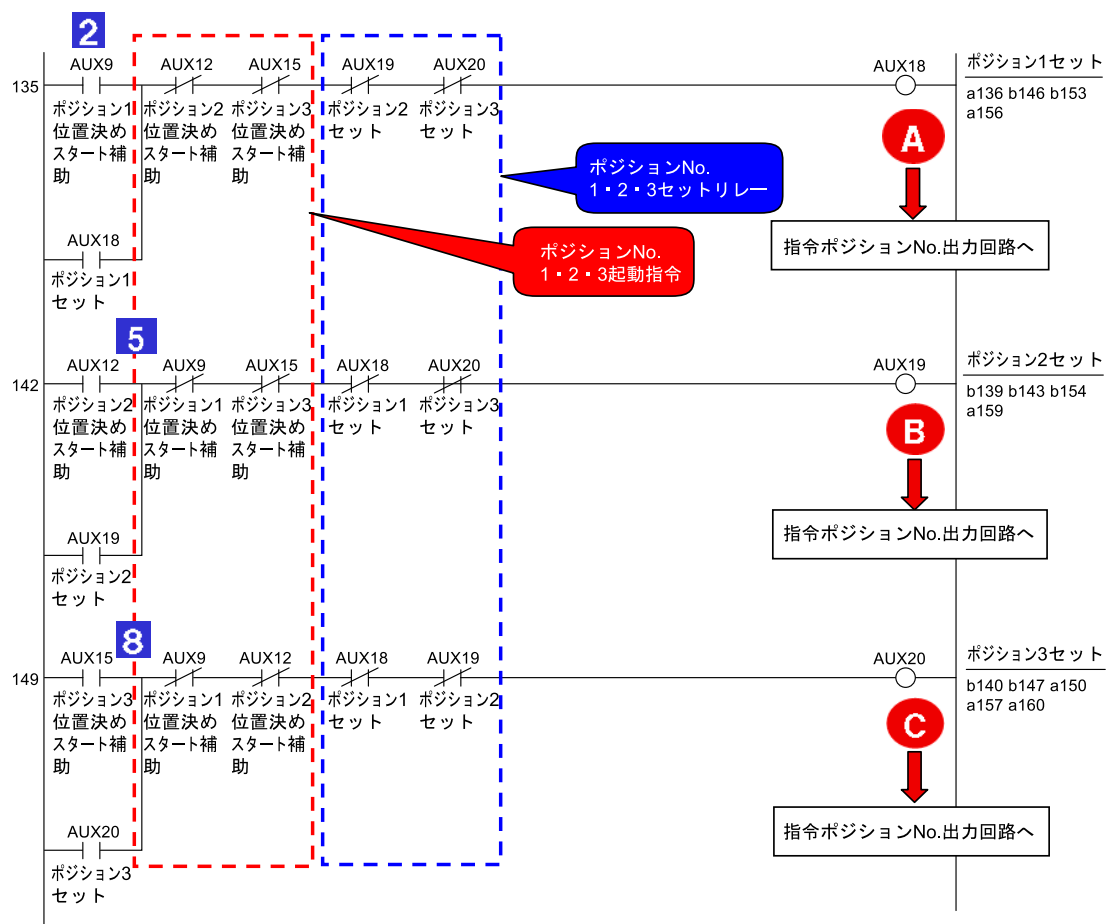 2
AUX9
AUX12
AUX15
AUX19
AUX20
AUX18
135
ポジション1
位置決め
スタート補
助
ポジション2
位置決め
スタート補
助
ポジション3
位置決め
スタート補
助
ポジション2
セット
ポジション3
セット
ポジション1セット
a136 b146 b153
a156
A
ポジションNo.
1・2・3セットリレー
ポジションNo.
1・2・3起動指令
指令ポジションNo.出力回路へ
AUX18
ポジション1
セット
5
AUX12
AUX9
AUX15
AUX18
AUX20
AUX19
142
ポジション2
位置決め
スタート補
助
ポジション1
位置決め
スタート補
助
ポジション3
位置決め
スタート補
助
ポジション1
セット
ポジション3
セット
ポジション2セット
b139 b143 b154
a159
B
指令ポジションNo.出力回路へ
AUX19
ポジション2
セット
8
AUX15
AUX9
AUX12
AUX18
AUX19
AUX20
149
ポジション3
位置決め
スタート補
助
ポジション1
位置決め
スタート補
助
ポジション2
位置決め
スタート補
助
ポジション1
セット
ポジション2
セット
ポジション3セット
b140 b147 a150
a157 a160
C
指令ポジションNo.出力回路へ
AUX20
ポジション3
セット